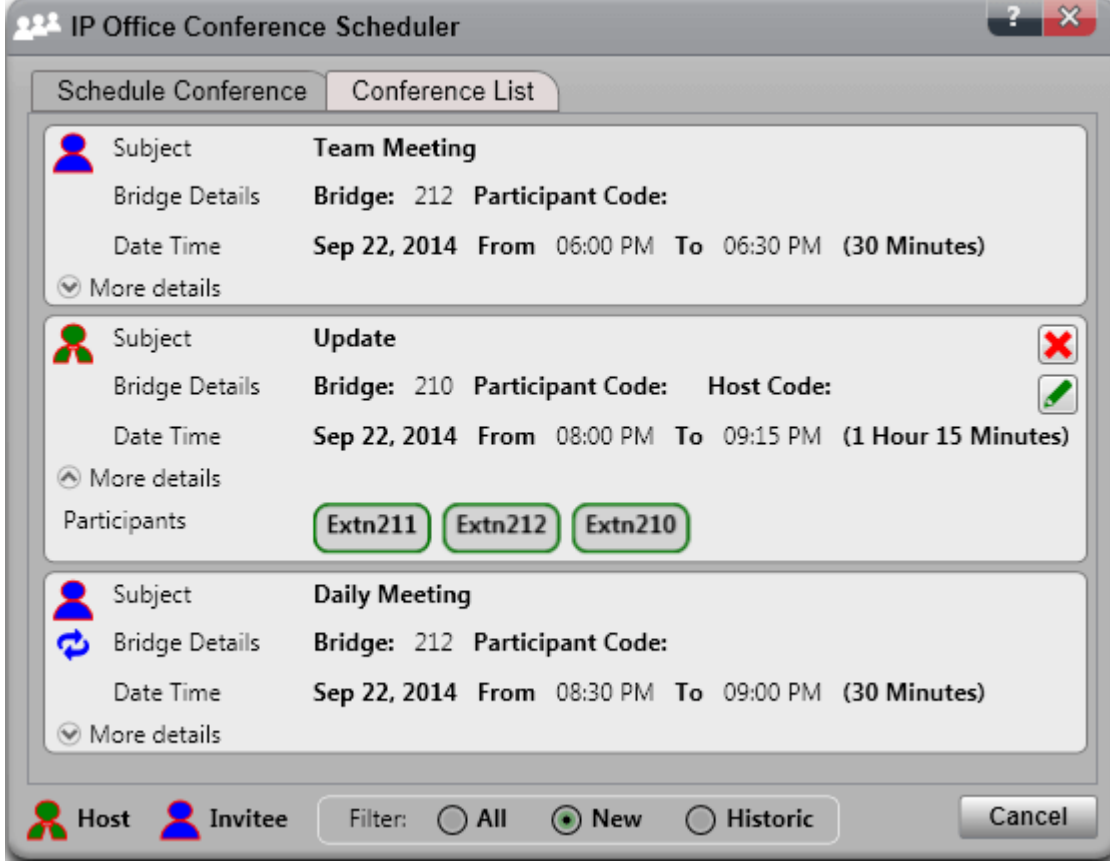 IP Office Conference Scheduler ?
Schedule Conference Conference List
Subject Team Meeting
Bridge Details Bridge: 212 Participant Code:
Date Time Sep 22, 2014 From 06:00 PM To 06:30 PM (30 Minutes)
More details
Subject Update
Bridge Details Bridge: 210 Participant Code: Host Code:
Date Time Sep 22, 2014 From 08:00 PM To 09:15 PM (1 Hour 15 Minutes)
More details
Participants Extn211 Extn212 Extn210
Subject Daily Meeting
Bridge Details Bridge: 212 Participant Code:
Date Time Sep 22, 2014 From 08:30 PM To 09:00 PM (30 Minutes)
More details
Host Invitee Filter: All New Historic Cancel